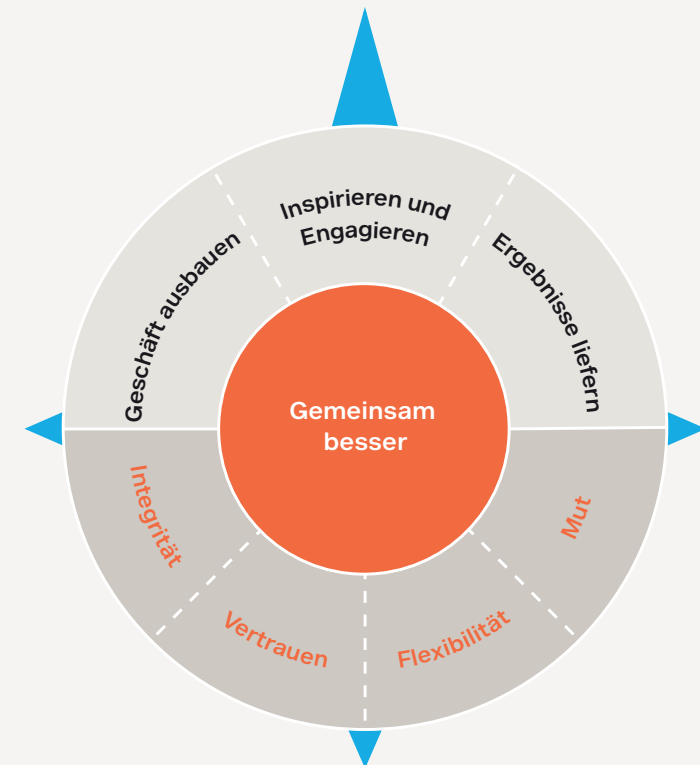 Inspirieren und
Engagieren
Geschäft ausbauen
Ergebnisse liefern
Gemeinsam
besser
Integrität
Mut
Vertrauen
Flexibilität